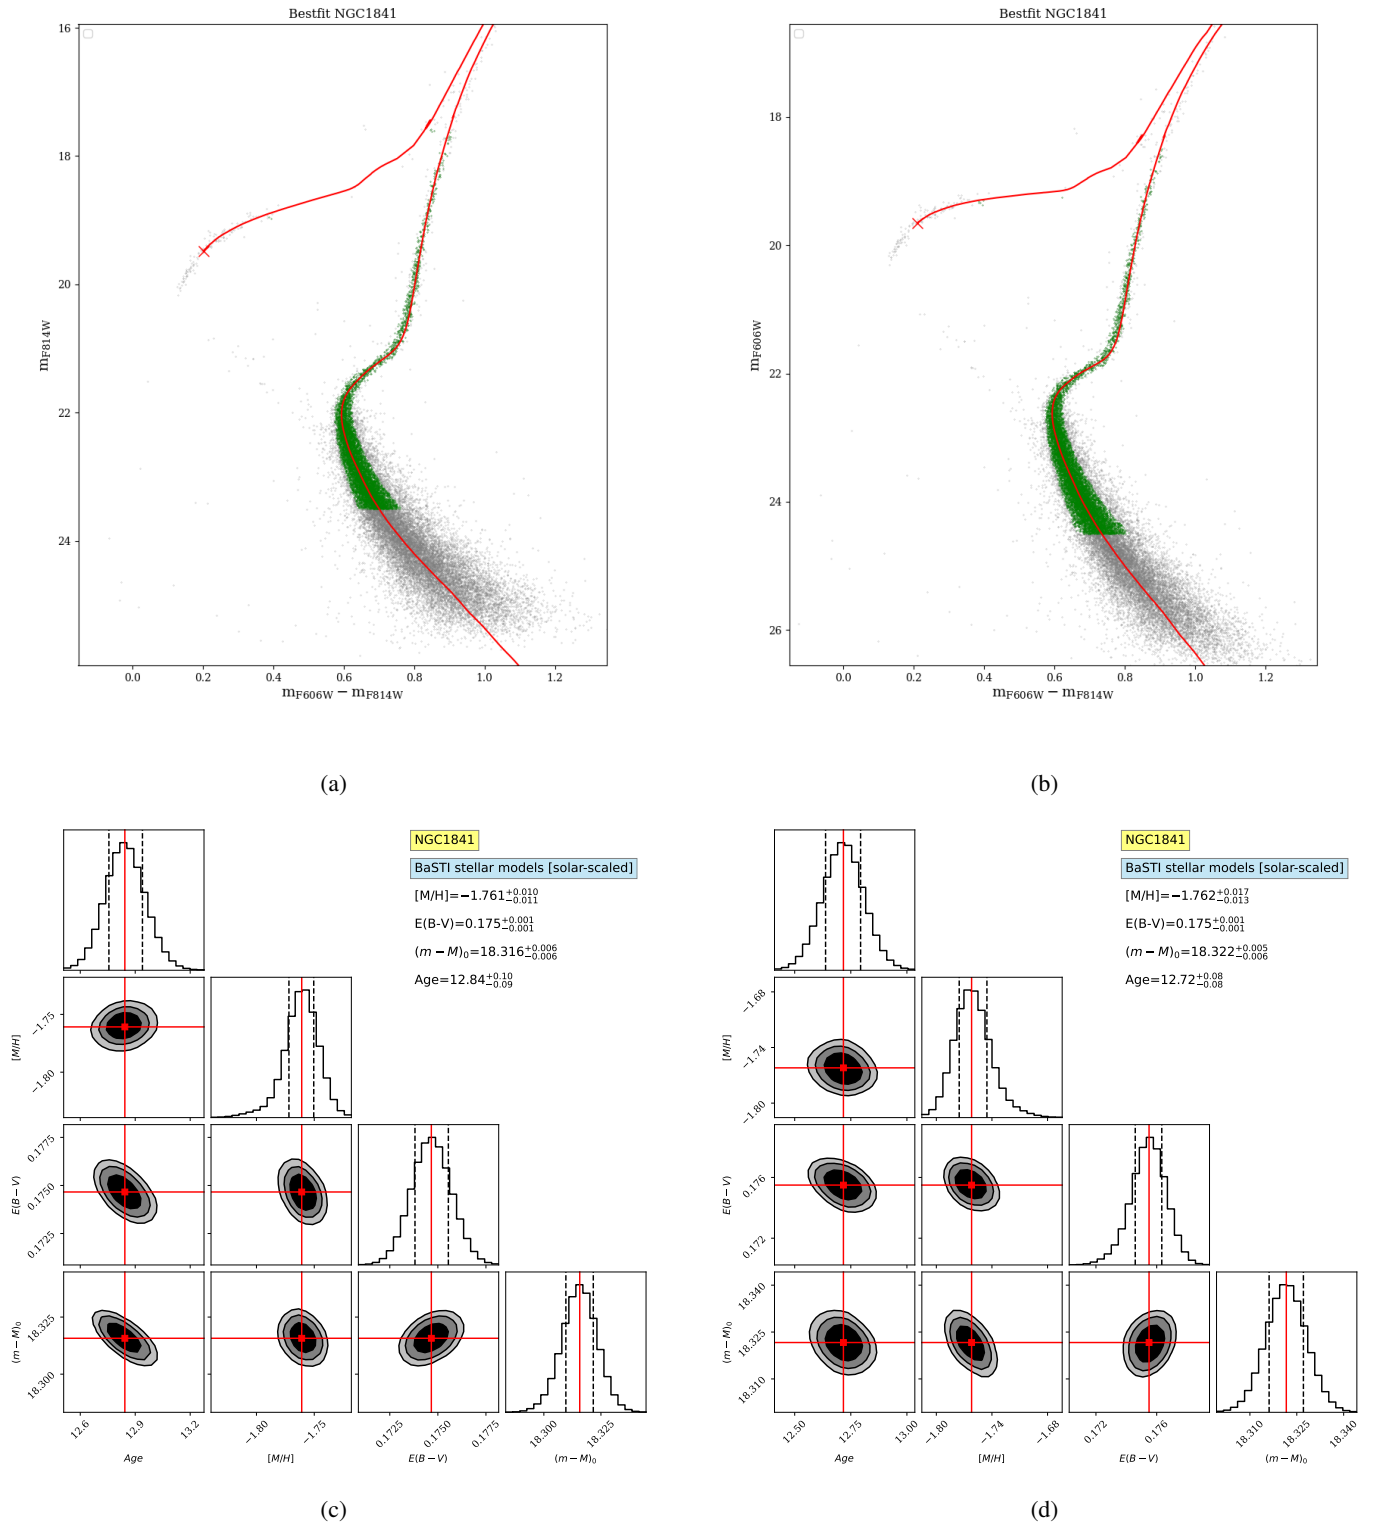 Bestfit NGC1841
16
18
20
22
24
m_F814W
0.0 0.2 0.4 0.6 0.8 1.0 1.2
m_F606W − m_F814W
(a)
Bestfit NGC1841
18
20
22
24
26
m_F606W
0.0 0.2 0.4 0.6 0.8 1.0 1.2
m_F606W − m_F814W
(b)
NGC1841
BaSTI stellar models [solar-scaled]
[M/H]=−1.761^{+0.010}_{−0.011}
E(B-V)=0.175^{+0.001}_{−0.001}
(m − M)_0=18.316^{+0.006}_{−0.006}
Age=12.84^{+0.10}_{−0.09}
−1.75
−1.80
[M/H]
0.1775
0.1750
0.1725
E(B − V)
18.325
18.300
(m − M)_0
12.6 12.9 13.2
Age
−1.80 −1.75
[M/H]
0.1725 0.1750 0.1775
E(B − V)
18.300 18.325
(m − M)_0
(c)
NGC1841
BaSTI stellar models [solar-scaled]
[M/H]=−1.762^{+0.017}_{−0.013}
E(B-V)=0.175^{+0.001}_{−0.001}
(m − M)_0=18.322^{+0.005}_{−0.006}
Age=12.72^{+0.08}_{−0.08}
−1.68
−1.74
−1.80
[M/H]
0.176
0.172
E(B − V)
18.340
18.325
18.310
(m − M)_0
12.50 12.75 13.00
Age
−1.80 −1.74 −1.68
[M/H]
0.172 0.176
E(B − V)
18.310 18.325 18.340
(m − M)_0
(d)